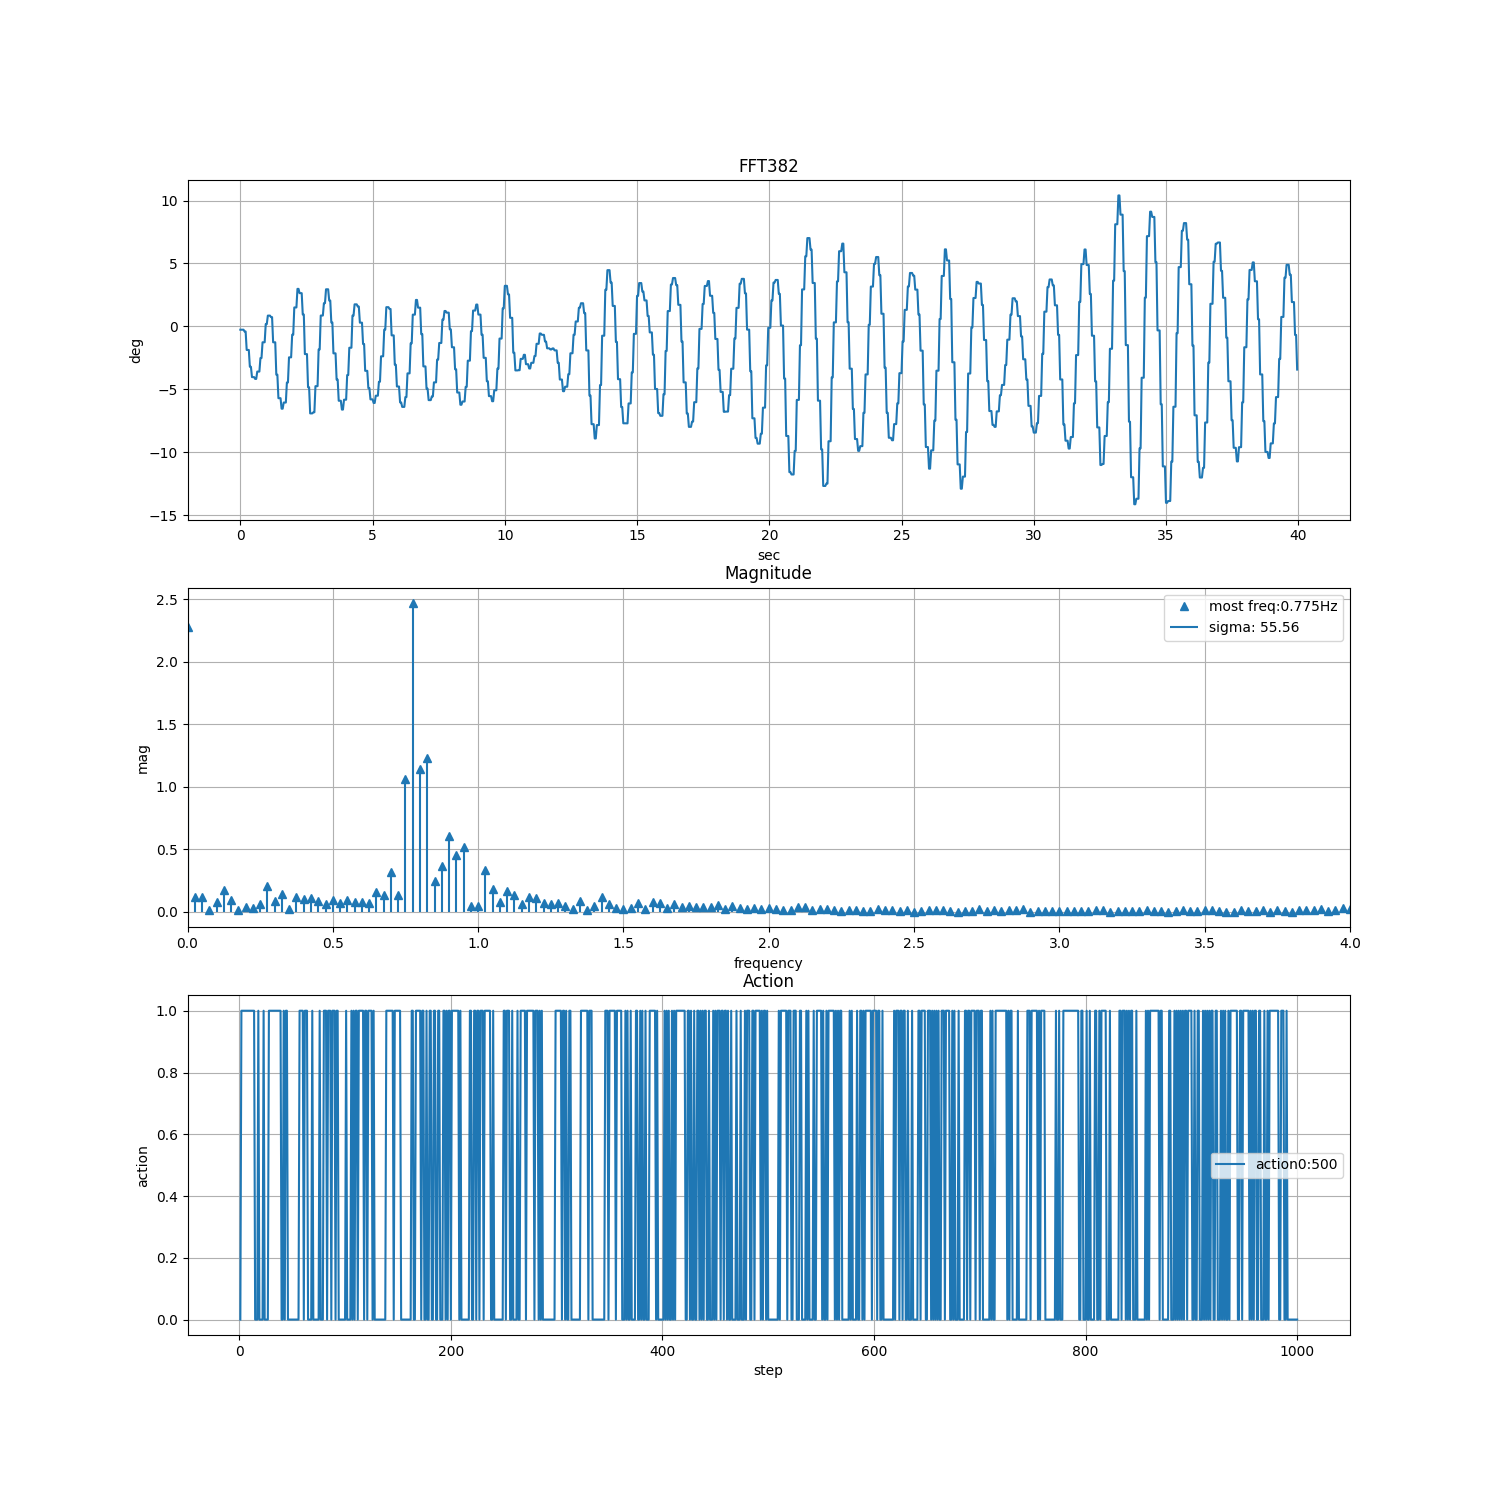 FFT382
10
5
0
−5
−10
−15
deg
0 5 10 15 20 25 30 35 40
sec
Magnitude
2.5
2.0
1.5
1.0
0.5
0.0
mag
most freq:0.775Hz
sigma: 55.56
0.0 0.5 1.0 1.5 2.0 2.5 3.0 3.5 4.0
frequency
Action
1.0
0.8
0.6
0.4
0.2
0.0
action
action0:500
0 200 400 600 800 1000
step